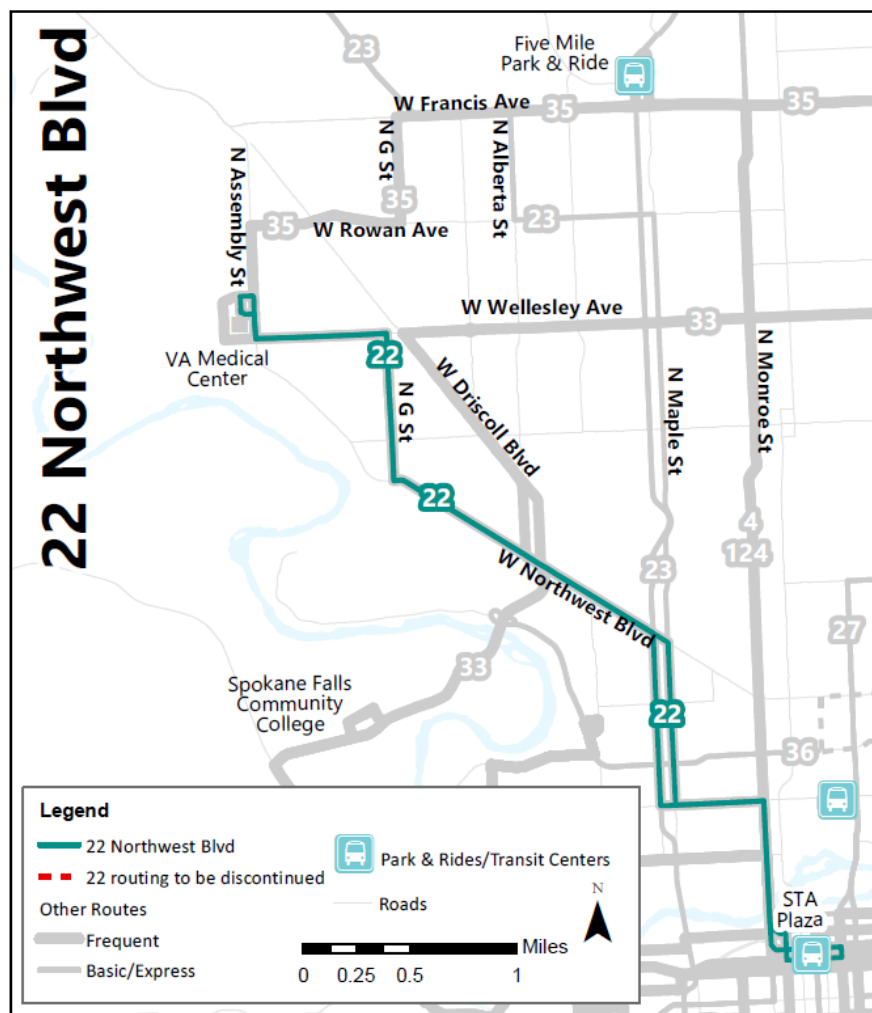 22 Northwest Blvd
23
Five Mile
Park & Ride
W Francis Ave
35
35
N G St
N Alberta St
N Assembly St
35
35
W Rowan Ave
23
W Wellesley Ave
33
VA Medical
Center
22
N G St
W Driscoll Blvd
N Maple St
N Monroe St
22
4
124
W Northwest Blvd
23
27
33
Spokane Falls
Community
College
22
36
STA
Plaza
Legend
22 Northwest Blvd
22 routing to be discontinued
Other Routes
Frequent
Basic/Express
Park & Rides/Transit Centers
Roads
N
Miles
0 0.25 0.5 1